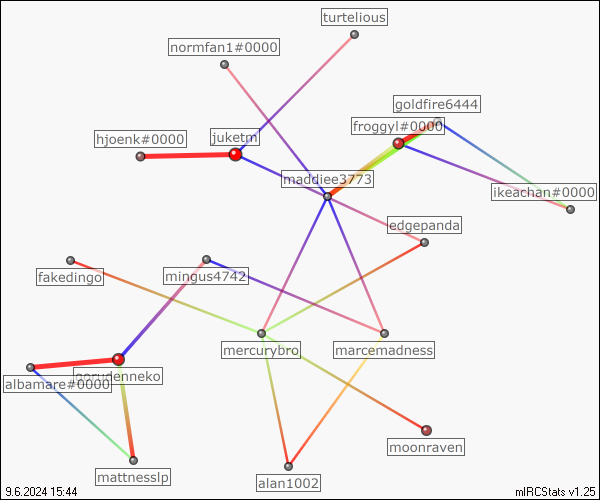 turtelious
normfan1#0000
goldfire6444
froggyl#0000
hjoenk#0000
juketm
maddiee3773
ikeachan#0000
edgepanda
fakedingo
mingus4742
mercurybro
marcemadness
albamare#0000
moonraven
mattnesslp
alan1002
9.6.2024 15:44
mIRCStats v1.25